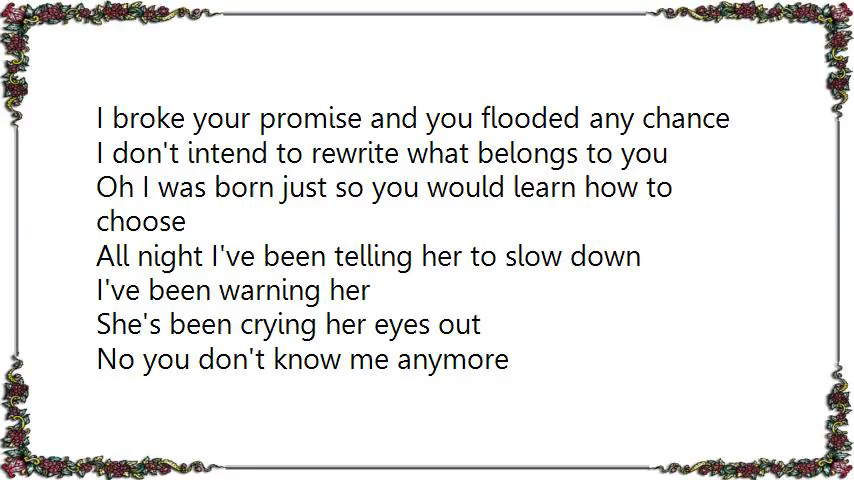 I broke your promise and you flooded any chance
I don't intend to rewrite what belongs to you
Oh I was born just so you would learn how to
choose
All night I've been telling her to slow down
I've been warning her
She's been crying her eyes out
No you don't know me anymore